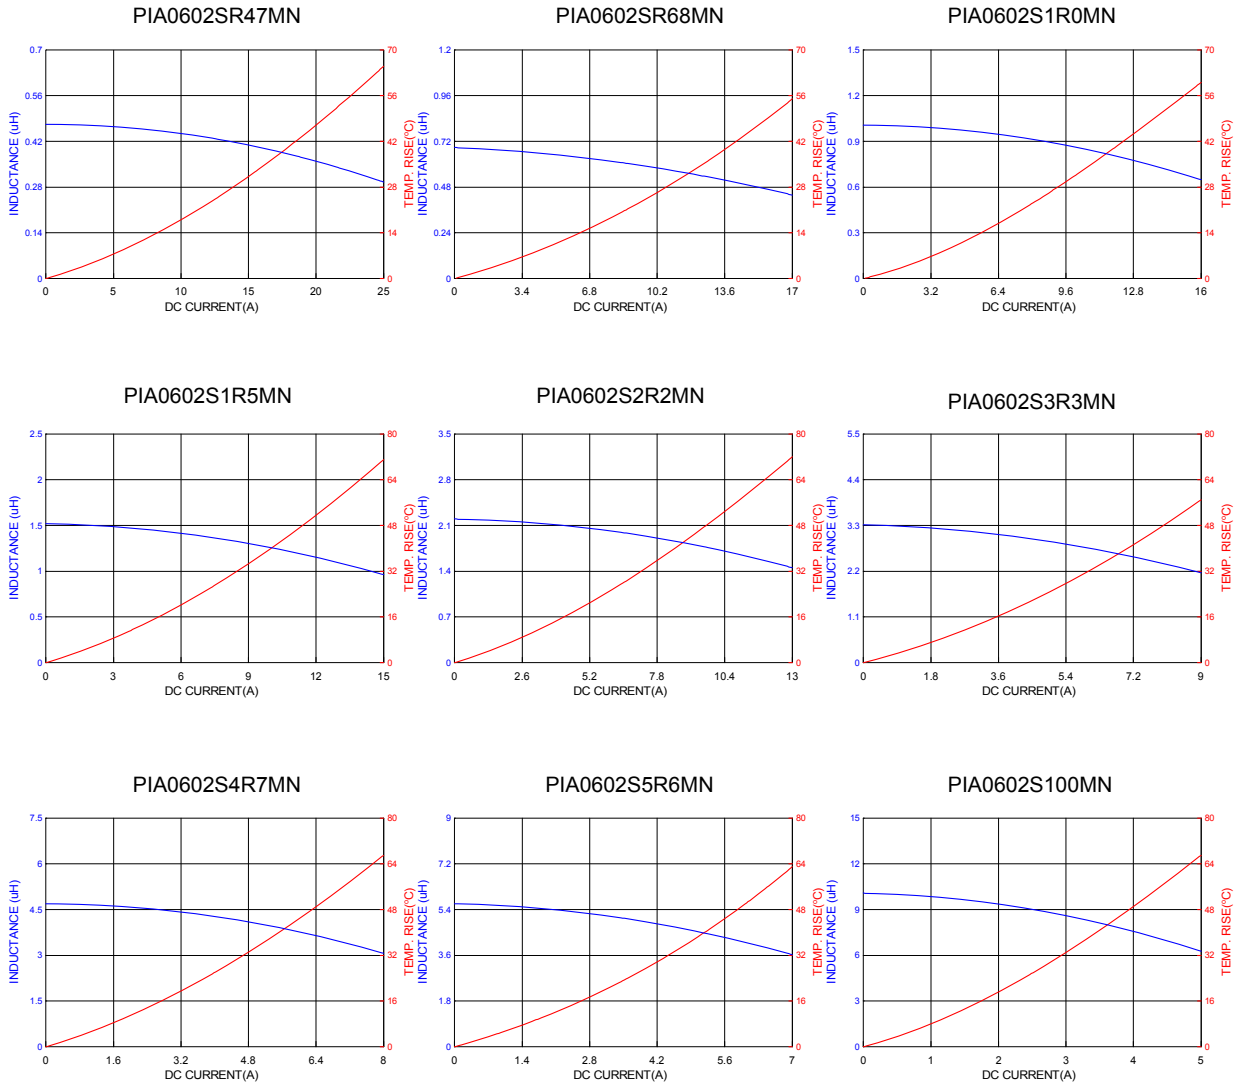 PIA0602SR47MN
0.7
0.56
0.42
0.28
0.14
0
INDUCTANCE (uH)
70
56
42
28
14
0
TEMP. RISE(ºC)
0 5 10 15 20 25
DC CURRENT(A)
PIA0602SR68MN
1.2
0.96
0.72
0.48
0.24
0
INDUCTANCE (uH)
70
56
42
28
14
0
TEMP. RISE(ºC)
0 3.4 6.8 10.2 13.6 17
DC CURRENT(A)
PIA0602S1R0MN
1.5
1.2
0.9
0.6
0.3
0
INDUCTANCE (uH)
70
56
42
28
14
0
TEMP. RISE(ºC)
0 3.2 6.4 9.6 12.8 16
DC CURRENT(A)
PIA0602S1R5MN
2.5
2
1.5
1
0.5
0
INDUCTANCE (uH)
80
64
48
32
16
0
TEMP. RISE(ºC)
0 3 6 9 12 15
DC CURRENT(A)
PIA0602S2R2MN
3.5
2.8
2.1
1.4
0.7
0
INDUCTANCE (uH)
80
64
48
32
16
0
TEMP. RISE(ºC)
0 2.6 5.2 7.8 10.4 13
DC CURRENT(A)
PIA0602S3R3MN
5.5
4.4
3.3
2.2
1.1
0
INDUCTANCE (uH)
80
64
48
32
16
0
TEMP. RISE(ºC)
0 1.8 3.6 5.4 7.2 9
DC CURRENT(A)
PIA0602S4R7MN
7.5
6
4.5
3
1.5
0
INDUCTANCE (uH)
80
64
48
32
16
0
TEMP. RISE(ºC)
0 1.6 3.2 4.8 6.4 8
DC CURRENT(A)
PIA0602S5R6MN
9
7.2
5.4
3.6
1.8
0
INDUCTANCE (uH)
80
64
48
32
16
0
TEMP. RISE(ºC)
0 1.4 2.8 4.2 5.6 7
DC CURRENT(A)
PIA0602S100MN
15
12
9
6
3
0
INDUCTANCE (uH)
80
64
48
32
16
0
TEMP. RISE(ºC)
0 1 2 3 4 5
DC CURRENT(A)